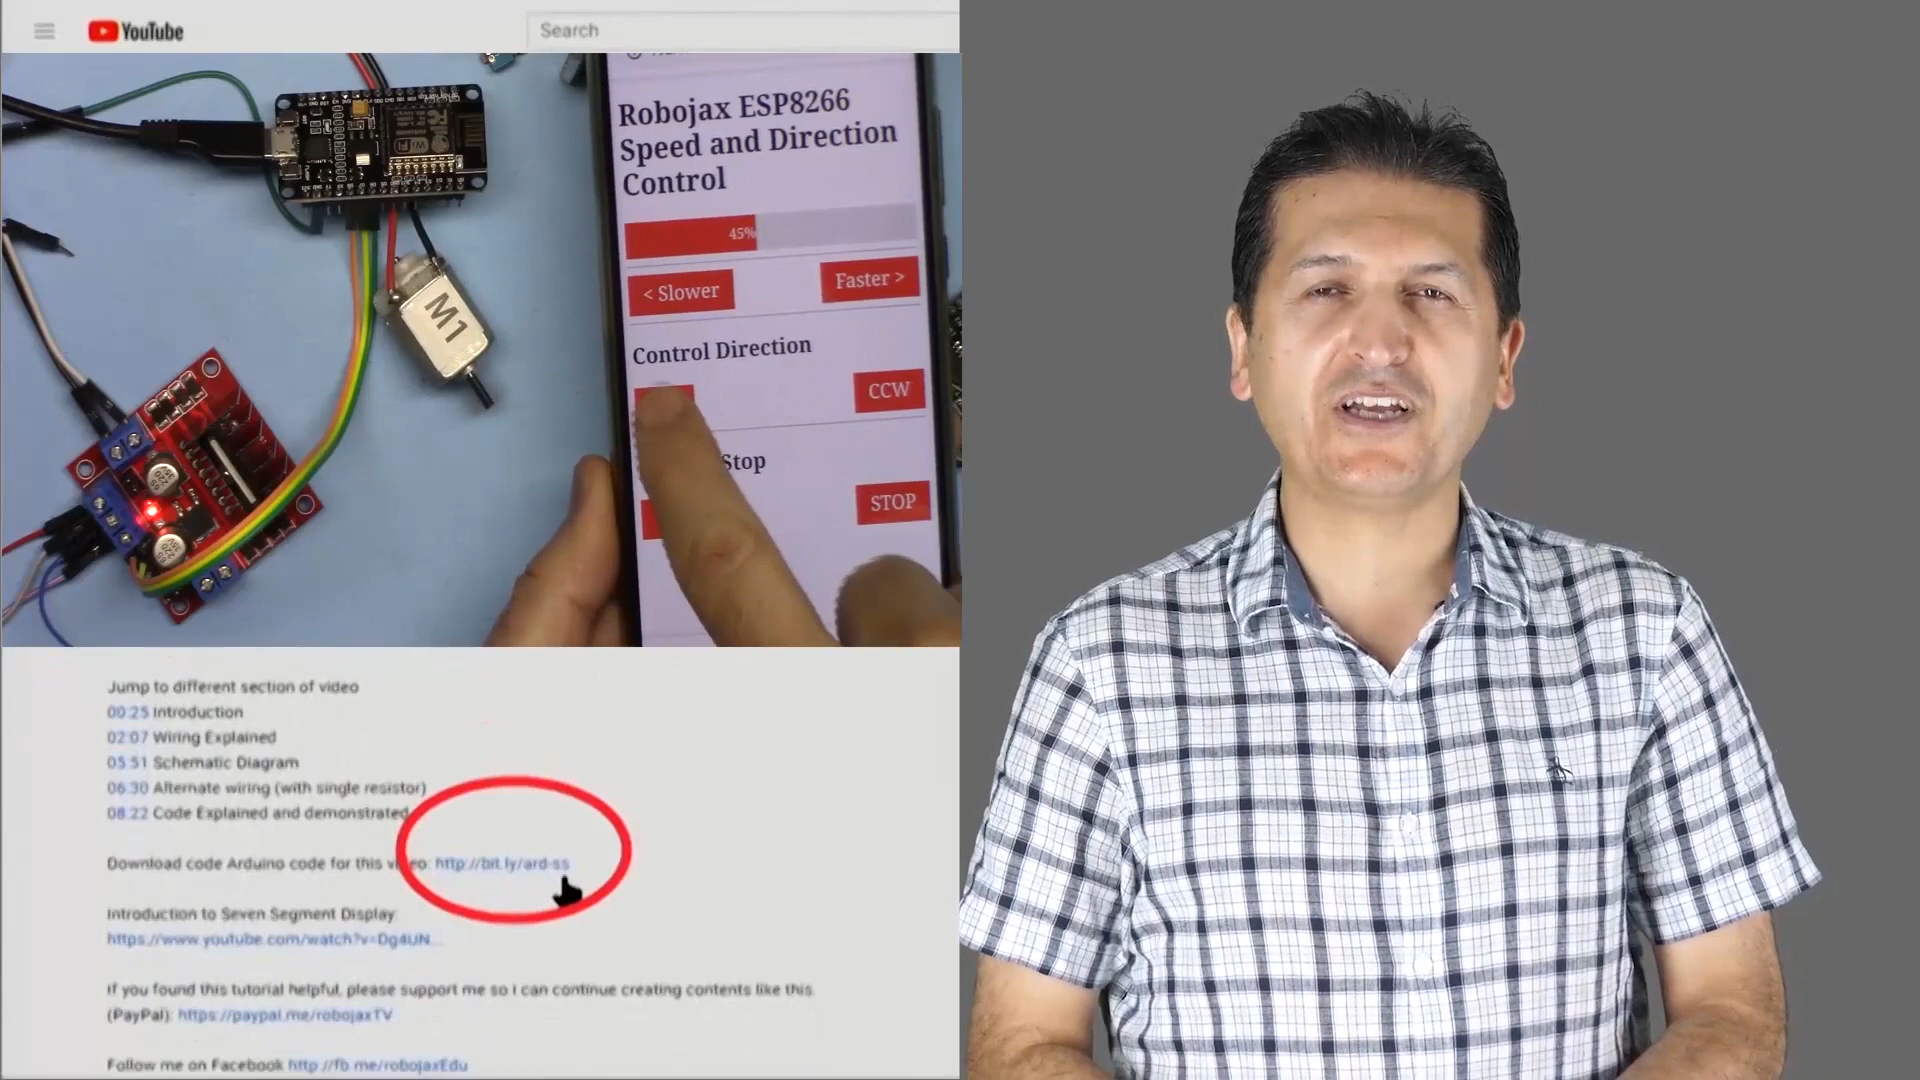 YouTube
Search
Robojax ESP8266
Speed and Direction
Control
45%
< Slower
Faster >
Control Direction
CCW
Stop
STOP
M1
WiFi
Jump to different section of video
00:25 Introduction
02:07 Wiring Explained
05:51 Schematic Diagram
06:30 Alternate wiring (with single resistor)
08:22 Code Explained and demonstrated
Download code Arduino code for this video: http://bit.ly/ard-ss
Introduction to Seven Segment Display:
https://www.youtube.com/watch?v=Dg4UN...
If you found this tutorial helpful, please support me so i can continue creating contents like this.
(PayPal): https://paypal.me/robojaxTV
Follow me on Facebook http://fb.me/robojaxEdu